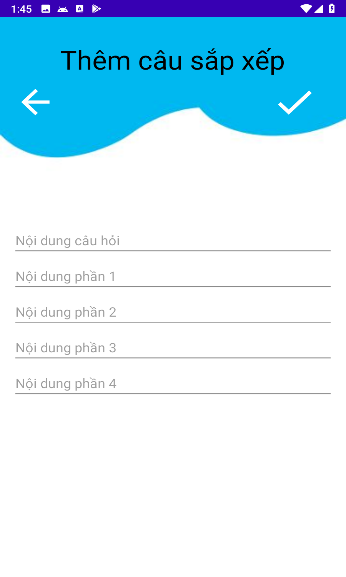 1:45
Thêm câu sắp xếp
Nội dung câu hỏi
Nội dung phần 1
Nội dung phần 2
Nội dung phần 3
Nội dung phần 4